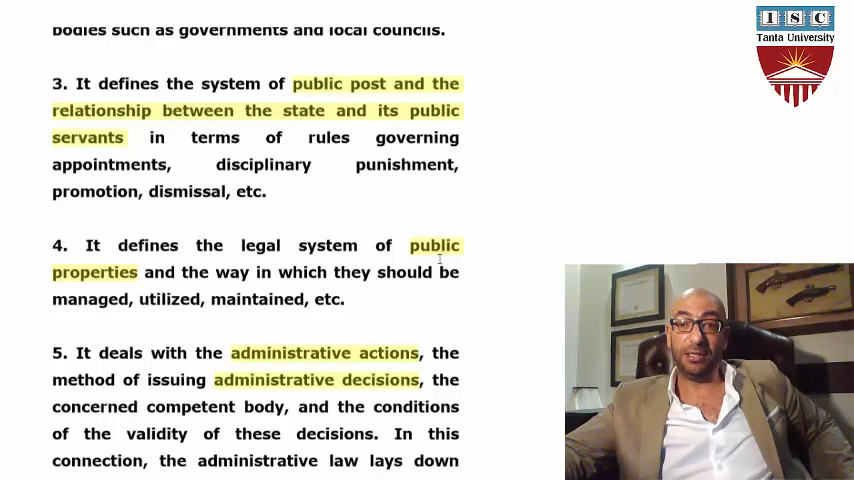 bodies such as governments and local councils.
3. It defines the system of public post and the
relationship between the state and its public
servants in terms of rules governing
appointments, disciplinary punishment,
promotion, dismissal, etc.
4. It defines the legal system of public
properties and the way in which they should be
managed, utilized, maintained, etc.
5. It deals with the administrative actions, the
method of issuing administrative decisions, the
concerned competent body, and the conditions
of the validity of these decisions. In this
connection, the administrative law lays down
I S C
Tanta University